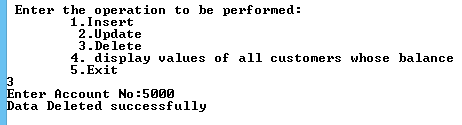 Enter the operation to be performed:
1.Insert
2.Update
3.Delete
4. display values of all customers whose balance
5.Exit
3
Enter Account No:5000
Data Deleted successfully